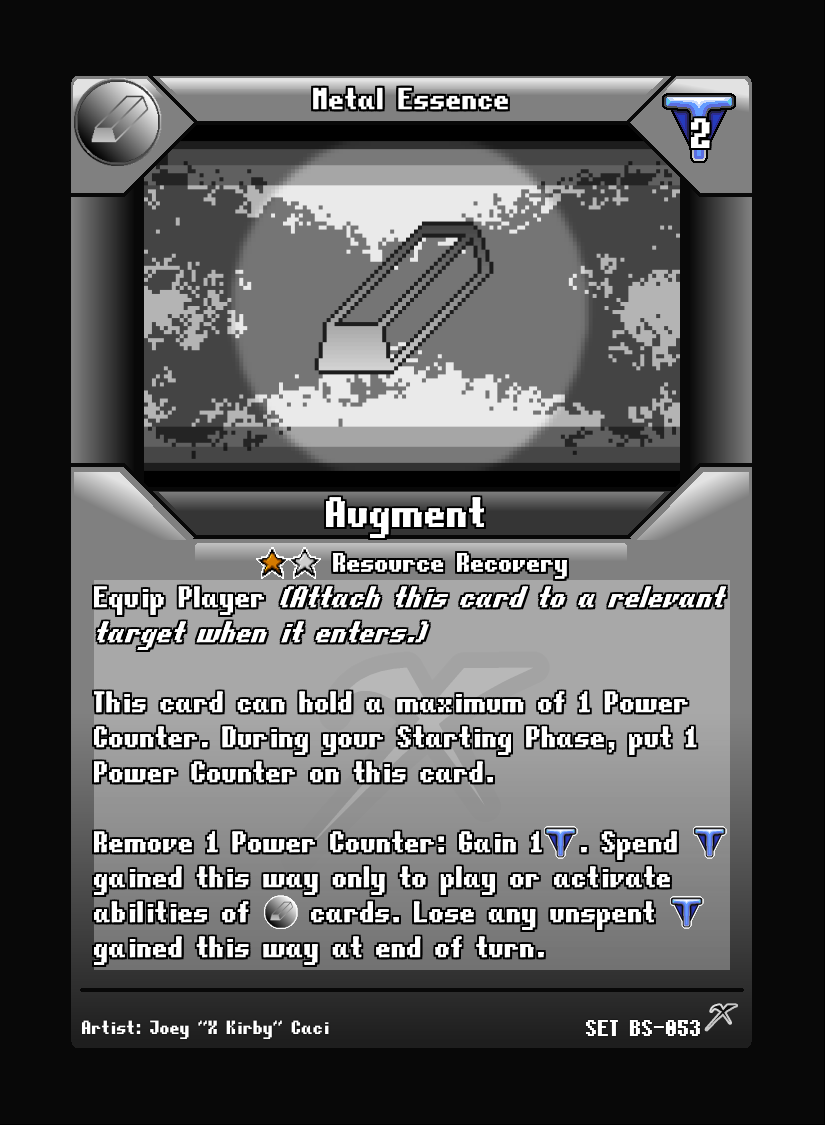 Metal Essence
2
Augment
Resource Recovery
Equip Player (Attach this card to a relevant
target when it enters.)
This card can hold a maximum of 1 Power
Counter. During your Starting Phase, put 1
Power Counter on this card.
Remove 1 Power Counter: Gain 1. Spend
gained this way only to play or activate
abilities of cards. Lose any unspent
gained this way at end of turn.
Artist: Joey "X Kirby" Caci
SET BS-053